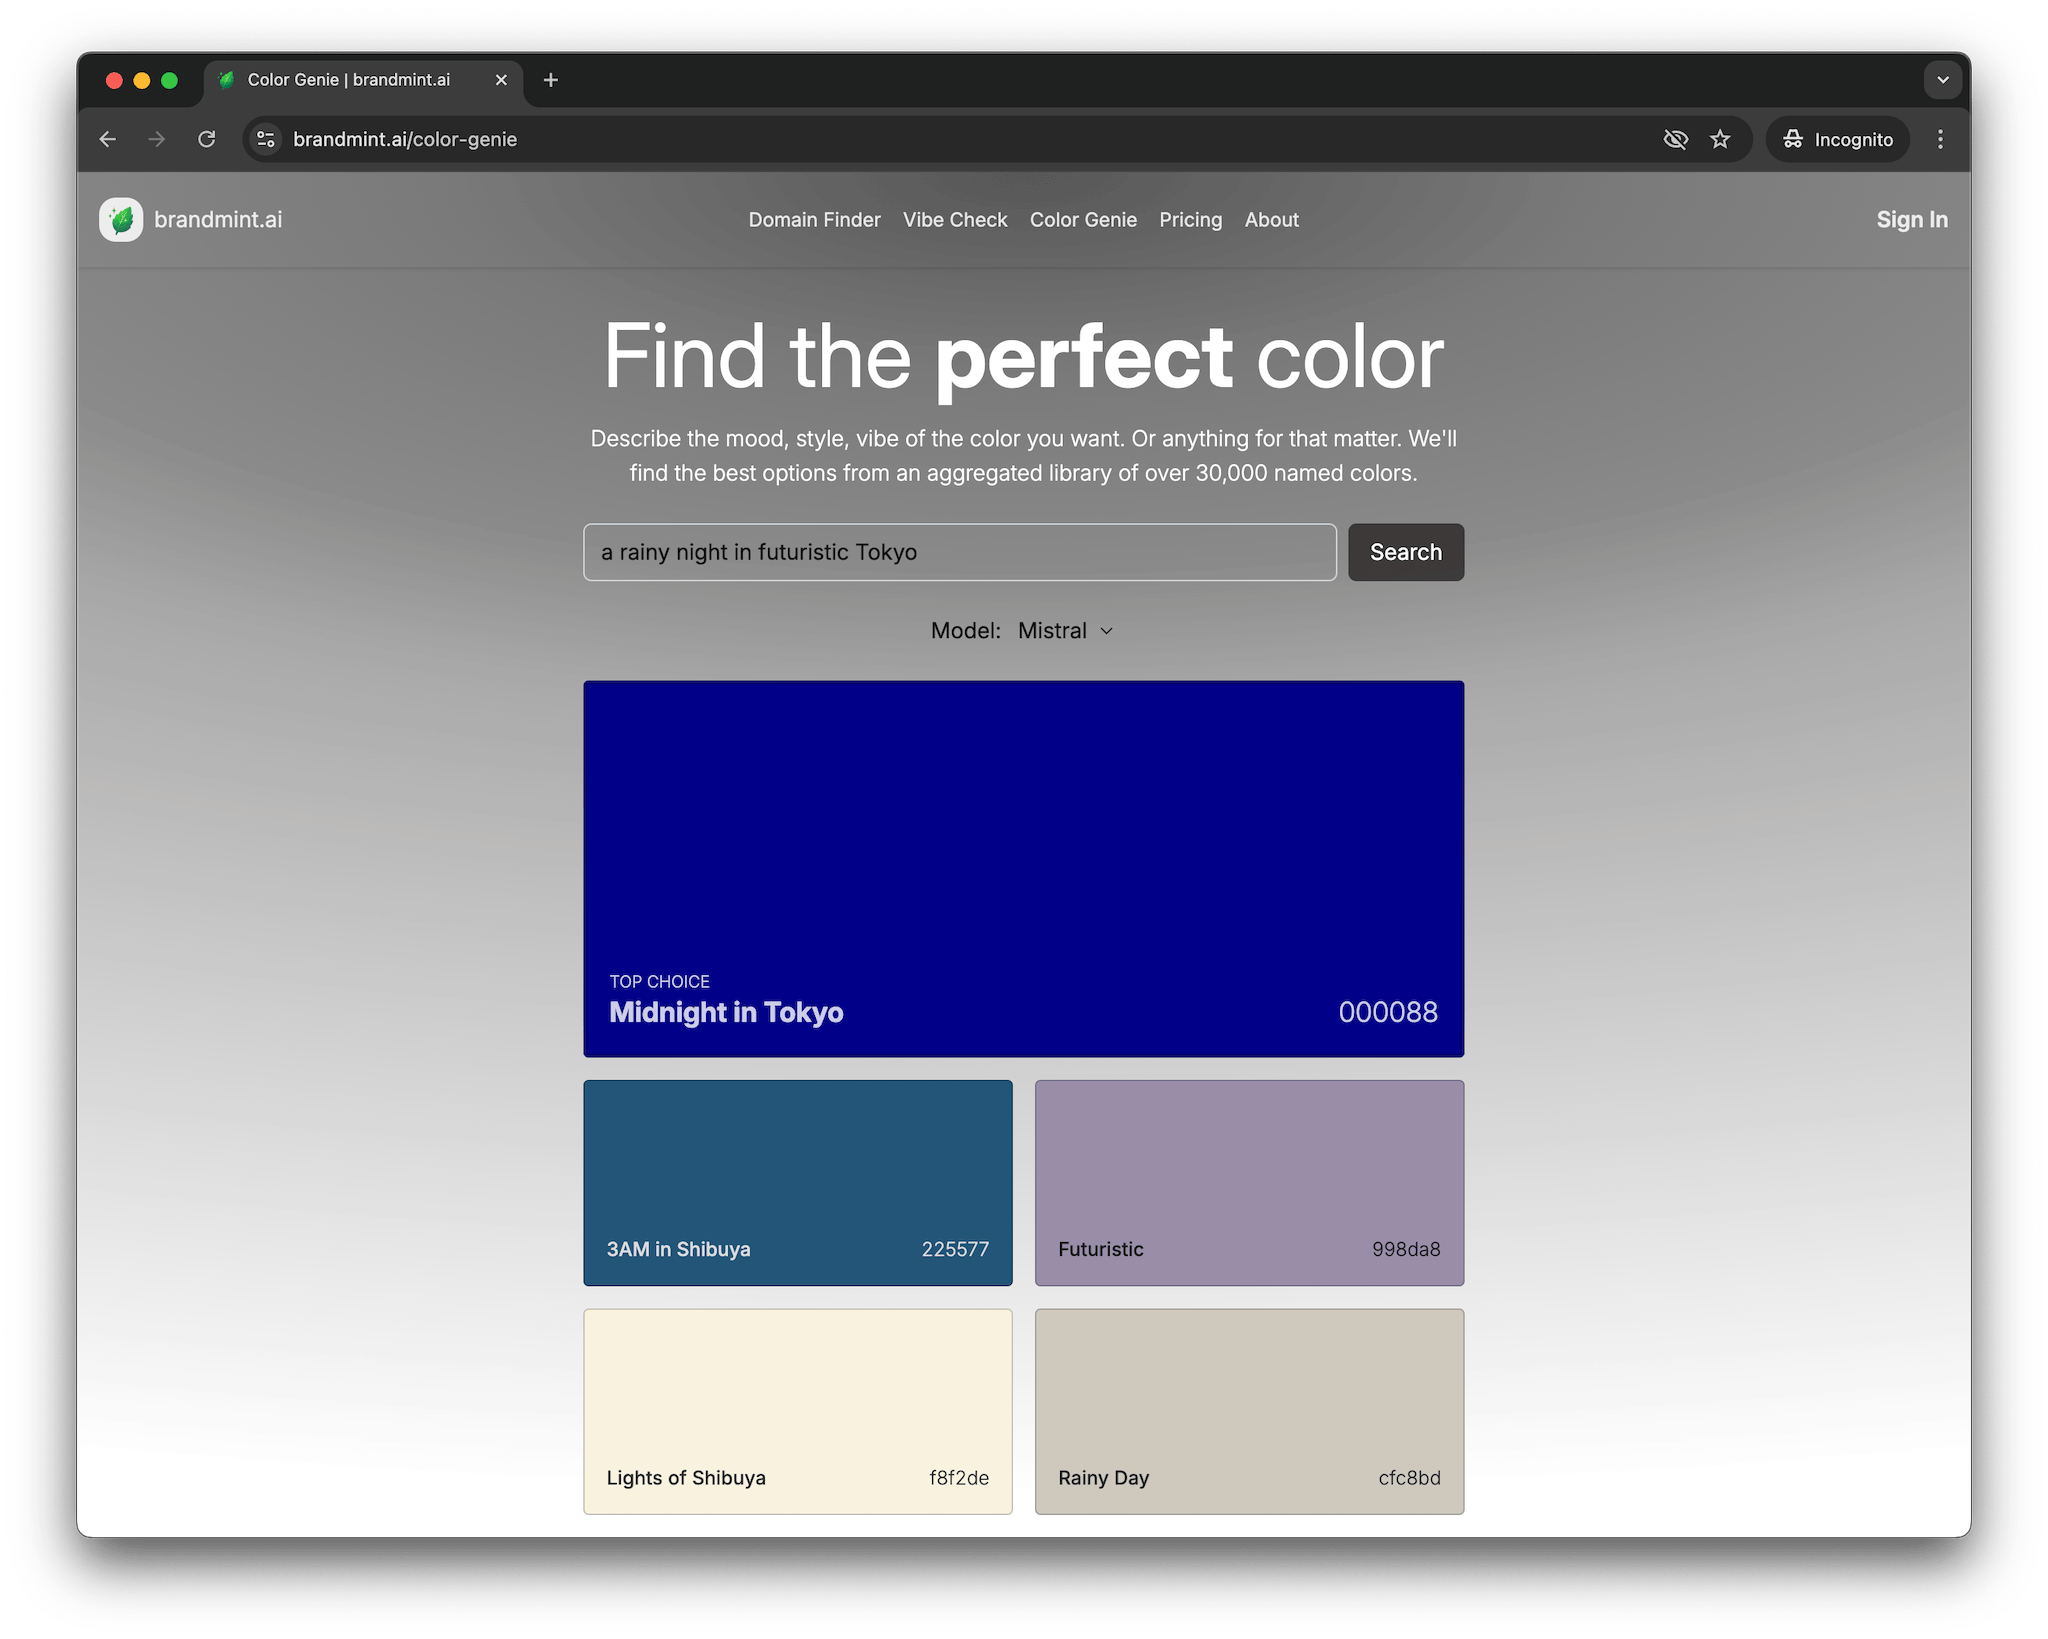 Color Genie | brandmint.ai
brandmint.ai/color-genie
Incognito
brandmint.ai
Domain Finder
Vibe Check
Color Genie
Pricing
About
Sign In
Find the perfect color
Describe the mood, style, vibe of the color you want. Or anything for that matter. We'll
find the best options from an aggregated library of over 30,000 named colors.
a rainy night in futuristic Tokyo
Search
Model: Mistral
TOP CHOICE
Midnight in Tokyo
000088
3AM in Shibuya
225577
Futuristic
998da8
Lights of Shibuya
f8f2de
Rainy Day
cfc8bd